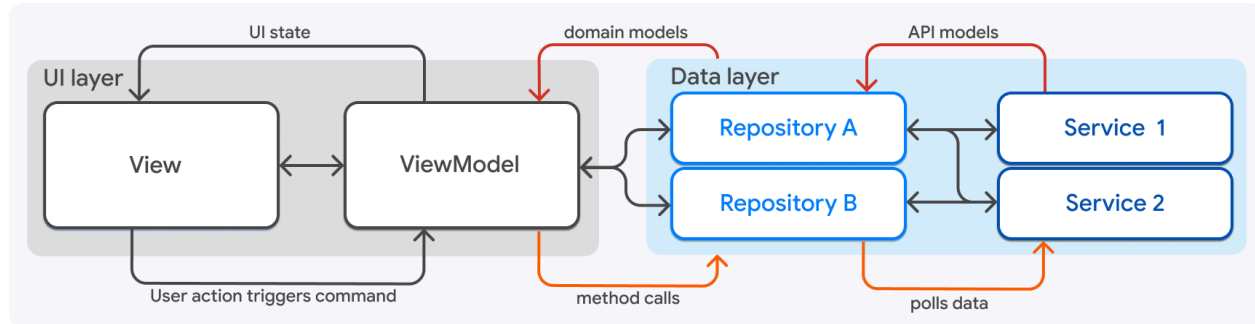 UI state
domain models
API models
UI layer
Data layer
View
ViewModel
Repository A
Service 1
Repository B
Service 2
User action triggers command
method calls
polls data